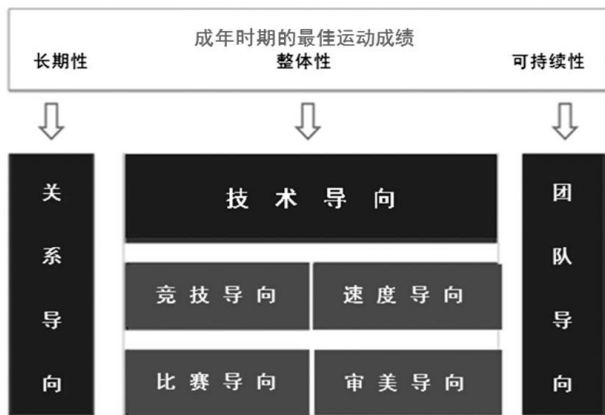 成年时期的最佳运动成绩
长期性 整体性 可持续性
关系导向
技术导向
竞技导向 速度导向
比赛导向 审美导向
团队导向